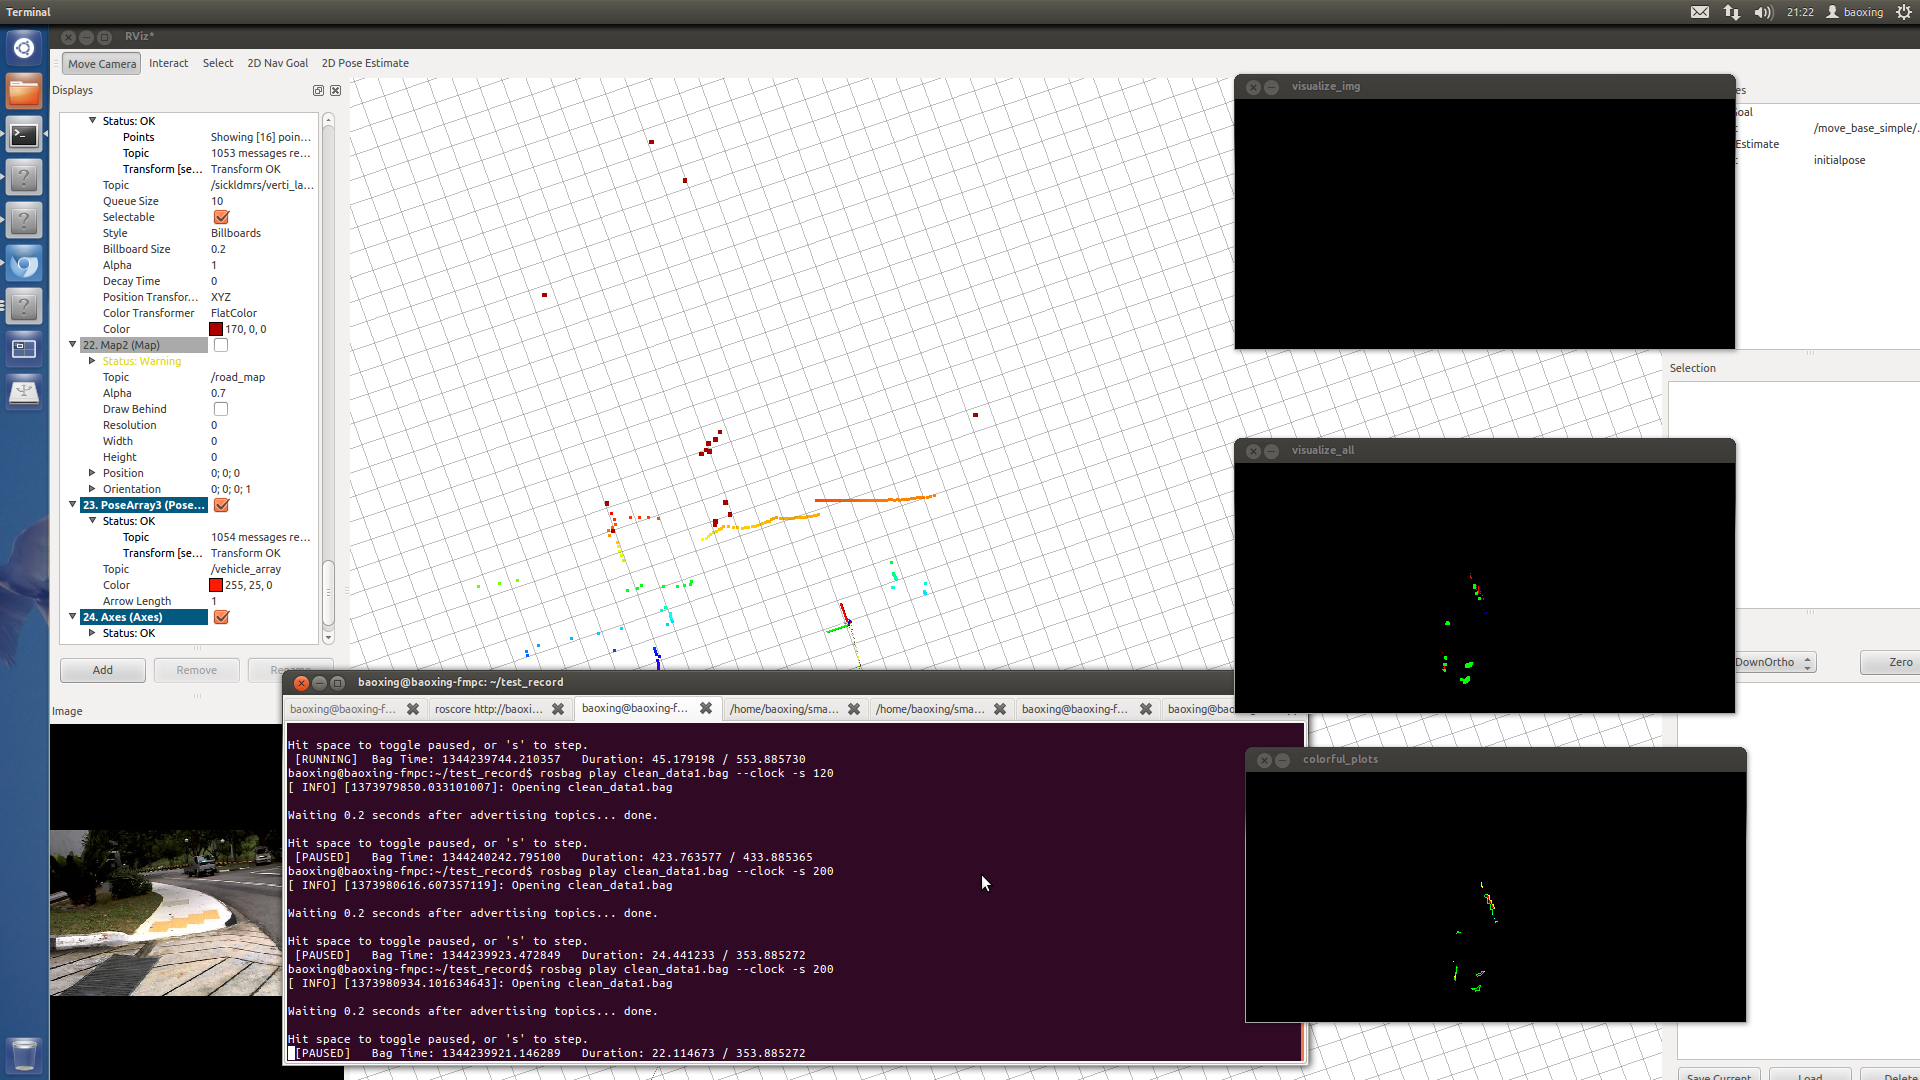 Terminal
21:22
baoxing
RViz*
Move Camera
Interact
Select
2D Nav Goal
2D Pose Estimate
Displays
Status: OK
Points Showing [16] poin...
Topic 1053 messages re...
Transform [se... Transform OK
Topic /sickldmrs/verti_la...
Queue Size 10
Selectable
Style Billboards
Billboard Size 0.2
Alpha 1
Decay Time 0
Position Transfor... XYZ
Color Transformer FlatColor
Color 170, 0, 0
22. Map2 (Map)
Status: Warning
Topic /road_map
Alpha 0.7
Draw Behind
Resolution 0
Width 0
Height 0
Position 0; 0; 0
Orientation 0; 0; 0; 1
23. PoseArray3 (Pose...
Status: OK
Topic 1054 messages re...
Transform [se... Transform OK
Topic /vehicle_array
Color 255, 25, 0
Arrow Length 1
24. Axes (Axes)
Status: OK
Add
Remove
Image
visualize_img
es
oal
/move_base_simple/...
Estimate
initialpose
Selection
visualize_all
DownOrtho
Zero
colorful_plots
Save Current
Load
Delete
baoxing@baoxing-fmpc: ~/test_record
baoxing@baoxing-f...
roscore http://baoxi...
baoxing@baoxing-f...
/home/baoxing/sma...
/home/baoxing/sma...
baoxing@baoxing-f...
baoxing@bao
Hit space to toggle paused, or 's' to step.
[RUNNING] Bag Time: 1344239744.210357 Duration: 45.179198 / 553.885730
baoxing@baoxing-fmpc:~/test_record$ rosbag play clean_data1.bag --clock -s 120
[ INFO] [1373979850.033101007]: Opening clean_data1.bag
Waiting 0.2 seconds after advertising topics... done.
Hit space to toggle paused, or 's' to step.
[PAUSED] Bag Time: 1344240242.795100 Duration: 423.763577 / 433.885365
baoxing@baoxing-fmpc:~/test_record$ rosbag play clean_data1.bag --clock -s 200
[ INFO] [1373980616.607357119]: Opening clean_data1.bag
Waiting 0.2 seconds after advertising topics... done.
Hit space to toggle paused, or 's' to step.
[PAUSED] Bag Time: 1344239923.472849 Duration: 24.441233 / 353.885272
baoxing@baoxing-fmpc:~/test_record$ rosbag play clean_data1.bag --clock -s 200
[ INFO] [1373980934.101634643]: Opening clean_data1.bag
Waiting 0.2 seconds after advertising topics... done.
Hit space to toggle paused, or 's' to step.
[PAUSED] Bag Time: 1344239921.146289 Duration: 22.114673 / 353.885272